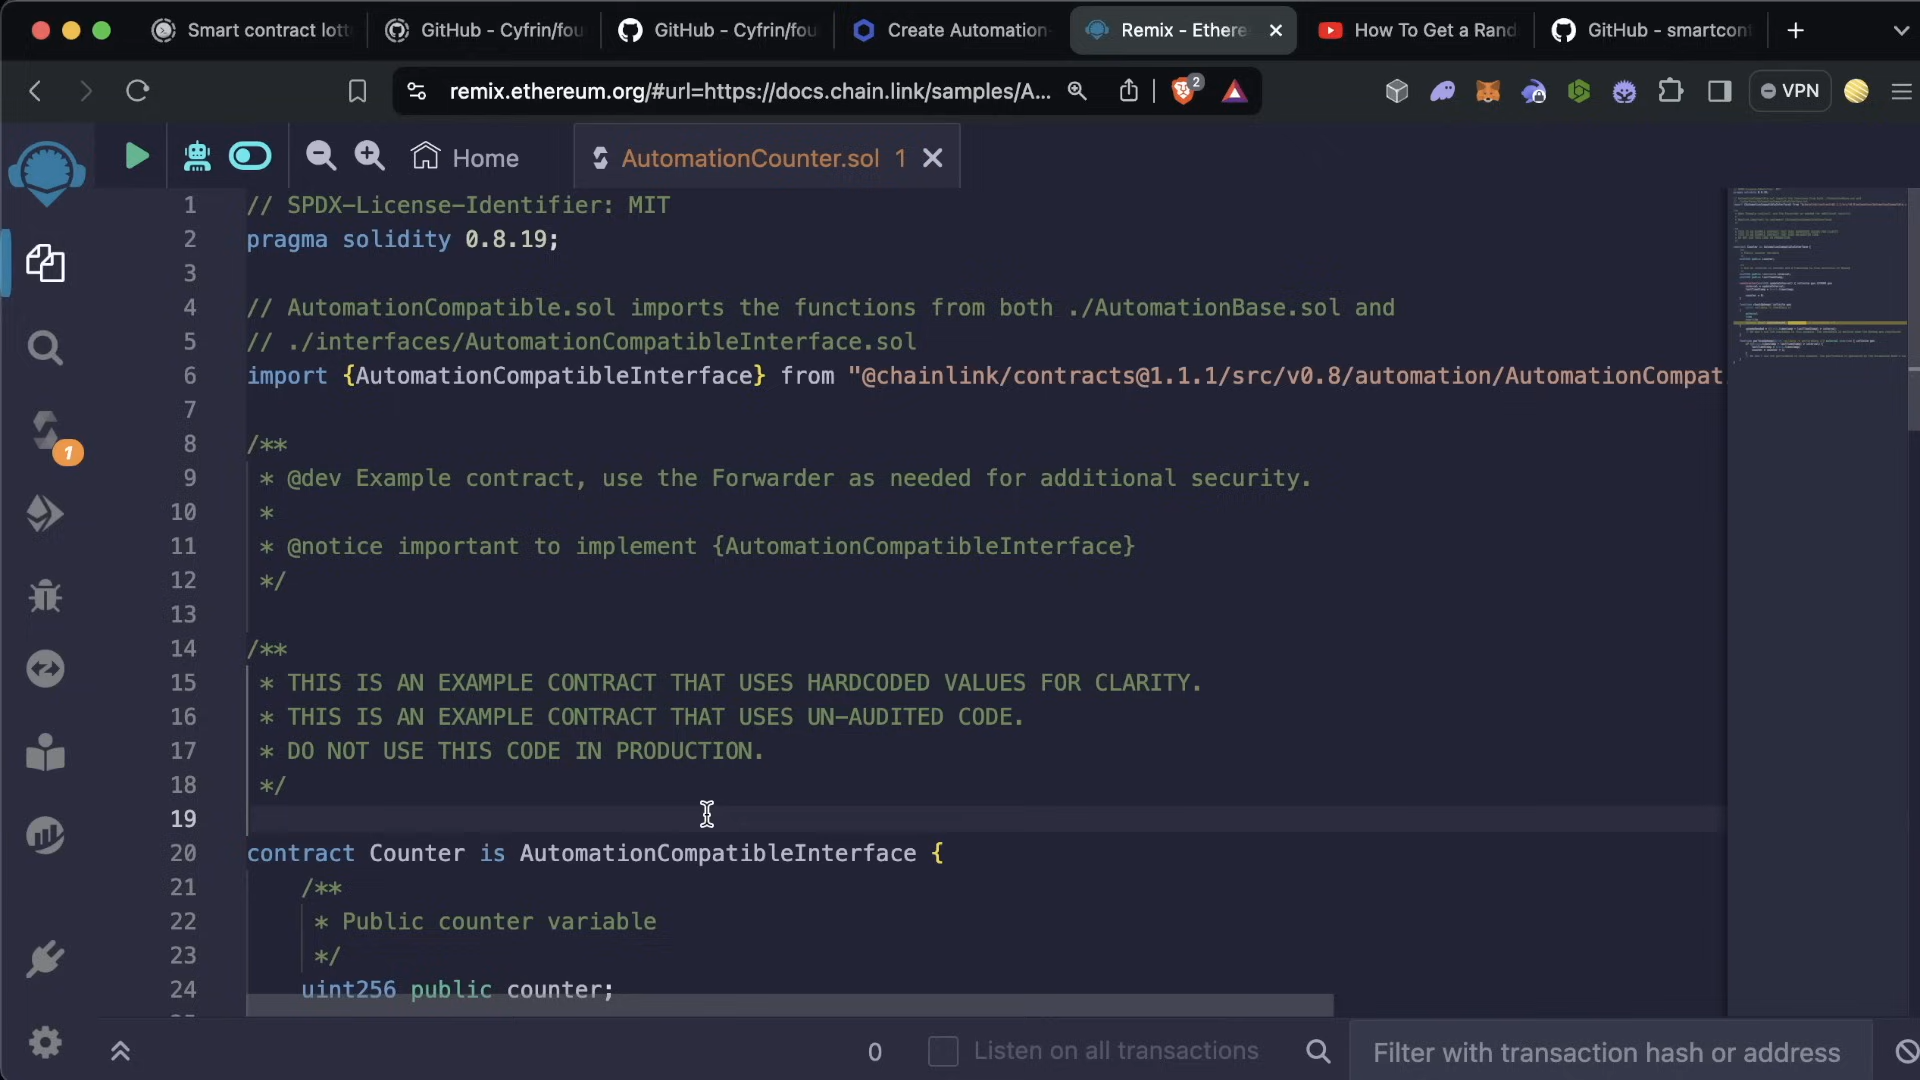 Smart contract lott
GitHub - Cyfrin/fou
GitHub - Cyfrin/fou
Create Automation
Remix - Ethere
How To Get a Rand
GitHub - smartcont
remix.ethereum.org/#url=https://docs.chain.link/samples/A...
2
VPN
Home
AutomationCounter.sol 1
1 // SPDX-License-Identifier: MIT
2 pragma solidity 0.8.19;
3
4 // AutomationCompatible.sol imports the functions from both ./AutomationBase.sol and
5 // ./interfaces/AutomationCompatibleInterface.sol
6 import {AutomationCompatibleInterface} from "@chainlink/contracts@1.1.1/src/v0.8/automation/AutomationCompat
7
8 /**
9 * @dev Example contract, use the Forwarder as needed for additional security.
10 *
11 * @notice important to implement {AutomationCompatibleInterface}
12 */
13
14 /**
15 * THIS IS AN EXAMPLE CONTRACT THAT USES HARDCODED VALUES FOR CLARITY.
16 * THIS IS AN EXAMPLE CONTRACT THAT USES UN-AUDITED CODE.
17 * DO NOT USE THIS CODE IN PRODUCTION.
18 */
19
20 contract Counter is AutomationCompatibleInterface {
21 /**
22 * Public counter variable
23 */
24 uint256 public counter;
1
0
Listen on all transactions
Filter with transaction hash or address